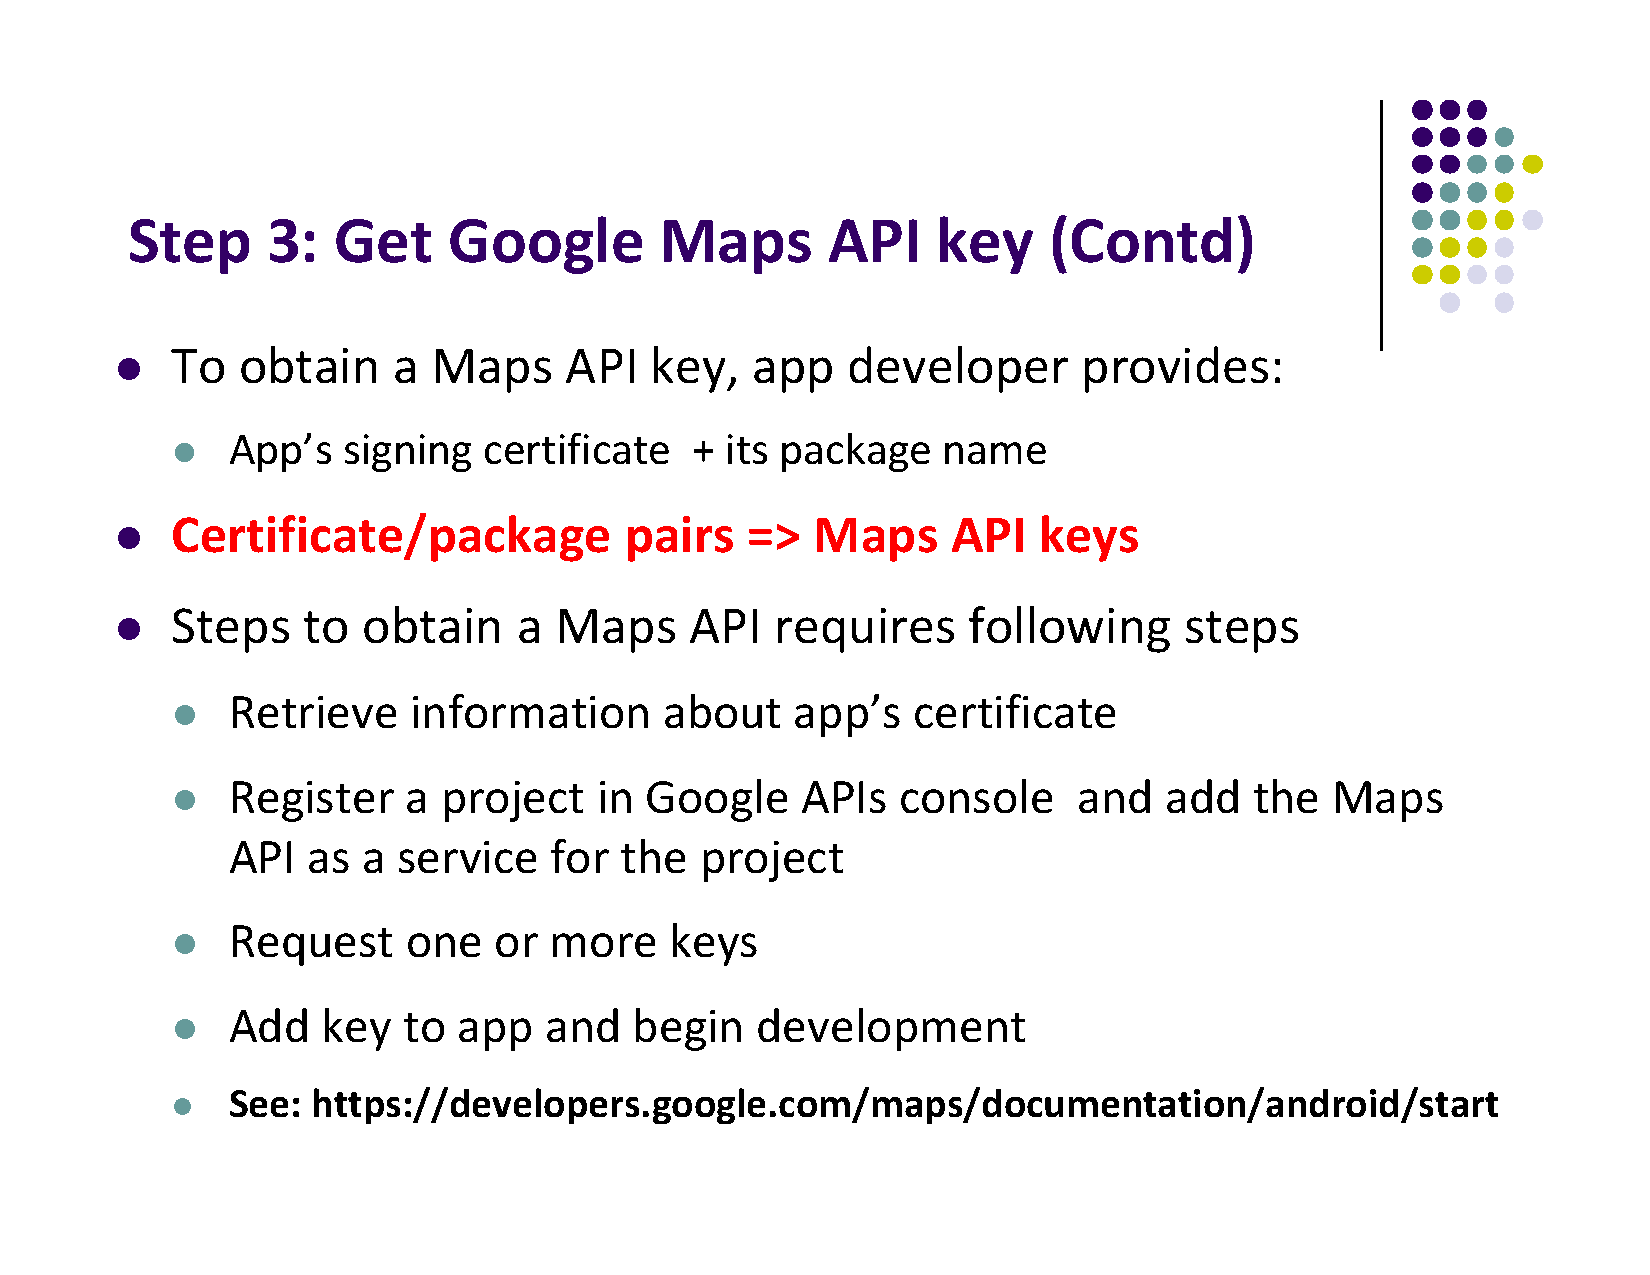 Step 3: Get Google Maps API key (Contd)
To obtain a Maps API key, app developer provides:
App’s signing certificate + its package name
Certificate/package pairs => Maps API keys
Steps to obtain a Maps API requires following steps
Retrieve information about app’s certificate
Register a project in Google APIs console and add the Maps
API as a service for the project
Request one or more keys
Add key to app and begin development
See: https://developers.google.com/maps/documentation/android/start